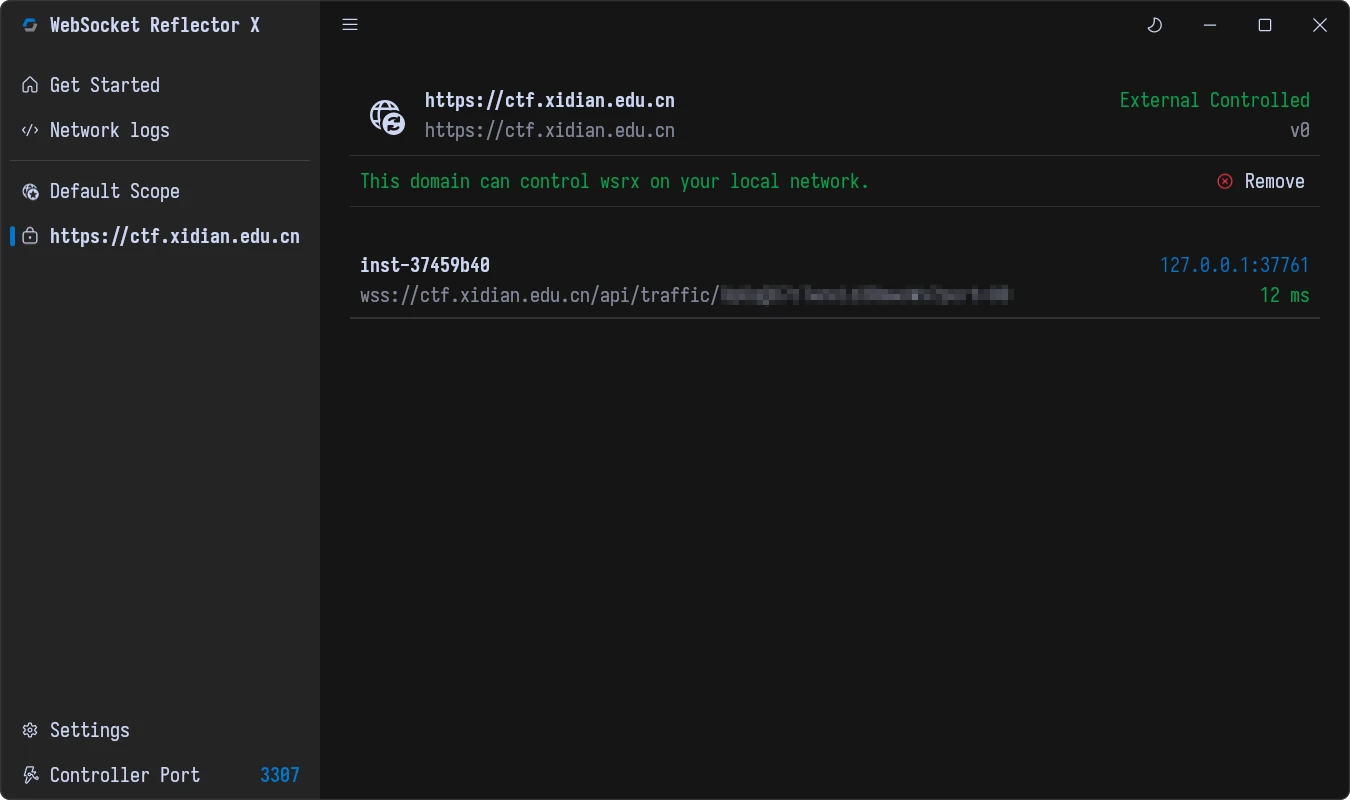 WebSocket Reflector X
Get Started
Network logs
Default Scope
https://ctf.xidian.edu.cn
Settings
Controller Port 3307
https://ctf.xidian.edu.cn External Controlled
https://ctf.xidian.edu.cn v0
This domain can control wsrx on your local network. Remove
inst-37459b40 127.0.0.1:37761
wss://ctf.xidian.edu.cn/api/traffic/ 12 ms